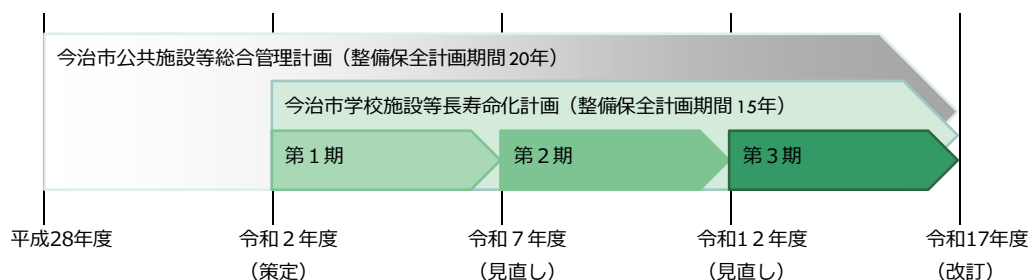 今治市公共施設等総合管理計画（整備保全計画期間20年）
今治市学校施設等長寿命化計画（整備保全計画期間15年）
第１期 第２期 第３期
平成28年度 令和２年度 令和７年度 令和1２年度 令和17年度
（策定） （見直し） （見直し） （改訂）